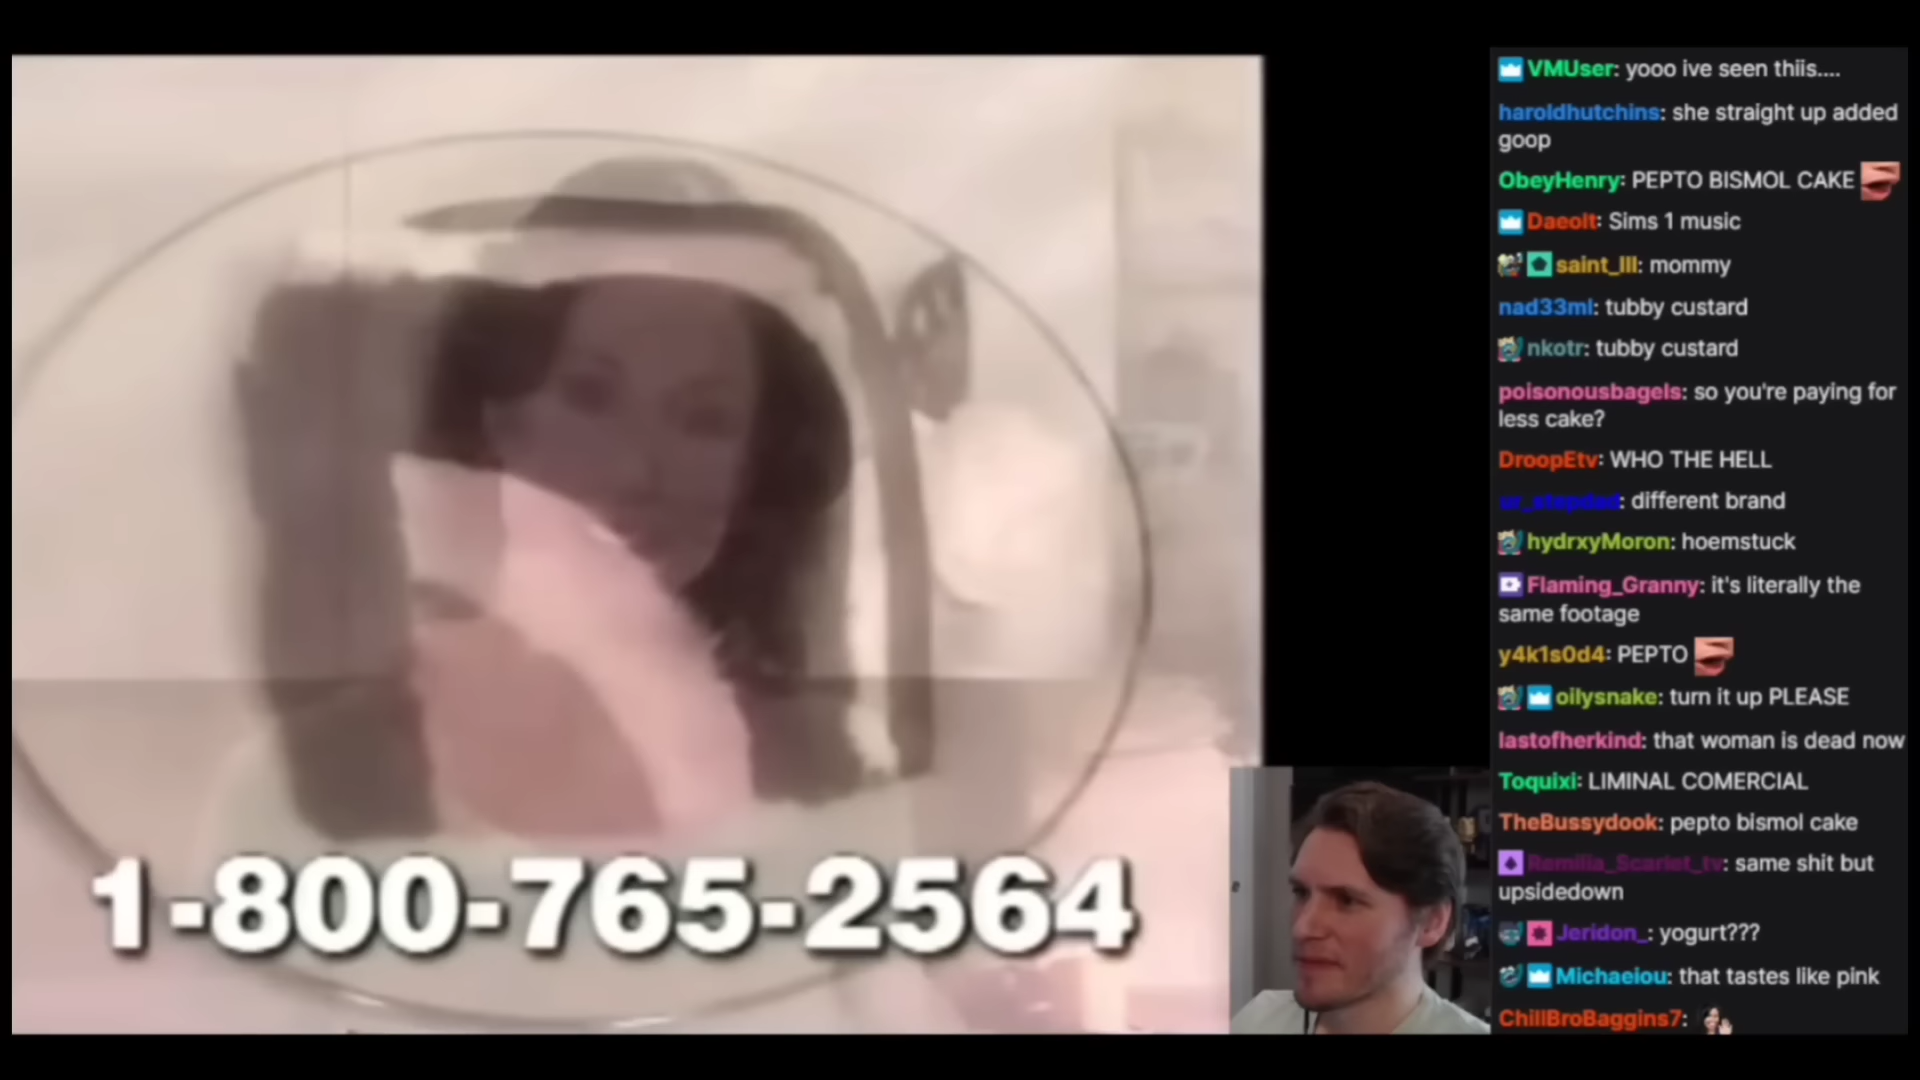 VMUser: yooo ive seen thiis....
haroldhutchins: she straight up added
goop
ObeyHenry: PEPTO BISMOL CAKE
Daeolt: Sims 1 music
saint_lll: mommy
nad33ml: tubby custard
nkotr: tubby custard
poisonousbagels: so you're paying for
less cake?
DroopEtv: WHO THE HELL
ur_stepdad: different brand
hydrxyMoron: hoemstuck
Flaming_Granny: it's literally the
same footage
y4k1s0d4: PEPTO
oilysnake: turn it up PLEASE
lastofherkind: that woman is dead now
Toquixi: LIMINAL COMERCIAL
TheBussydook: pepto bismol cake
Remilia_Scarlet_tv: same shit but
upsidedown
Jeridon_: yogurt???
Michaeiou: that tastes like pink
ChillBroBaggins7:
1-800-765-2564